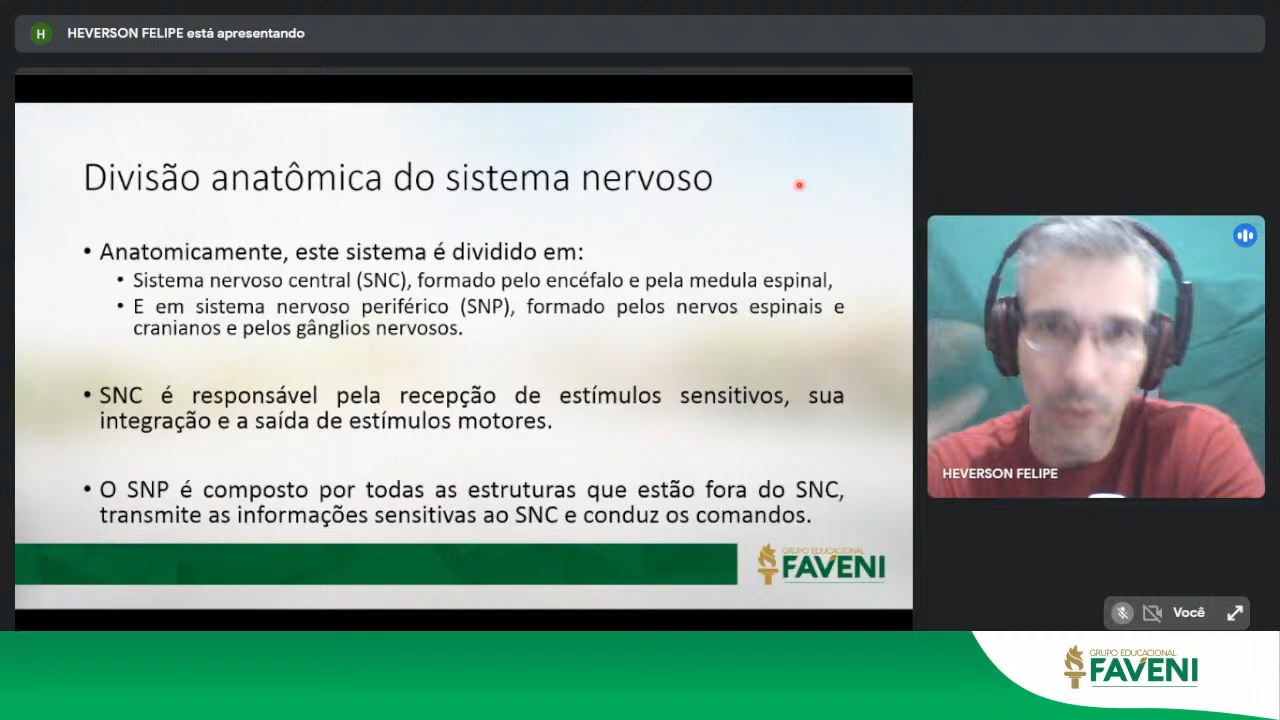 H
HEVERSON FELIPE está apresentando
Divisão anatômica do sistema nervoso
• Anatomicamente, este sistema é dividido em:
• Sistema nervoso central (SNC), formado pelo encéfalo e pela medula espinal,
• E em sistema nervoso periférico (SNP), formado pelos nervos espinais e
cranianos e pelos gânglios nervosos.
• SNC é responsável pela recepção de estímulos sensitivos, sua
integração e a saída de estímulos motores.
• O SNP é composto por todas as estruturas que estão fora do SNC,
transmite as informações sensitivas ao SNC e conduz os comandos.
GRUPO EDUCACIONAL
FAVENI
HEVERSON FELIPE
Você
GRUPO EDUCACIONAL
FAVENI